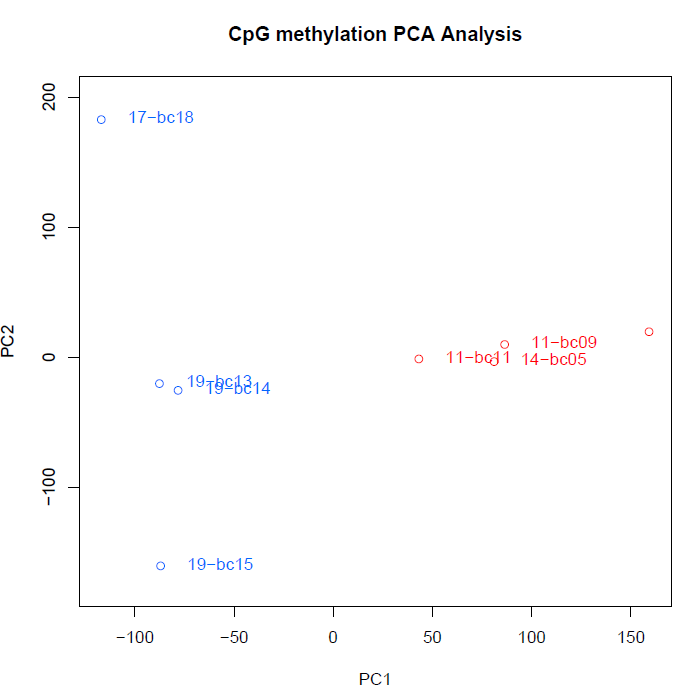 CpG methylation PCA Analysis
200
17−bc18
100
PC2
0
11−bc09
11−bc11
14−bc05
19−bc13
19−bc14
−100
19−bc15
−100 −50 0 50 100 150
PC1